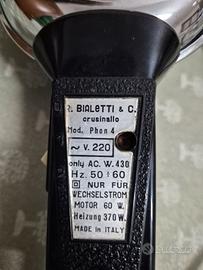 R. BIALETTI & C.
crusinallo
Mod. Phon 4
~ v. 220
only AC. W. 430
Hz. 50÷60
NUR FÜR
WECHSELSTROM
MOTOR 60 W.
Heizung 370 W.
MADE IN ITALY
subito